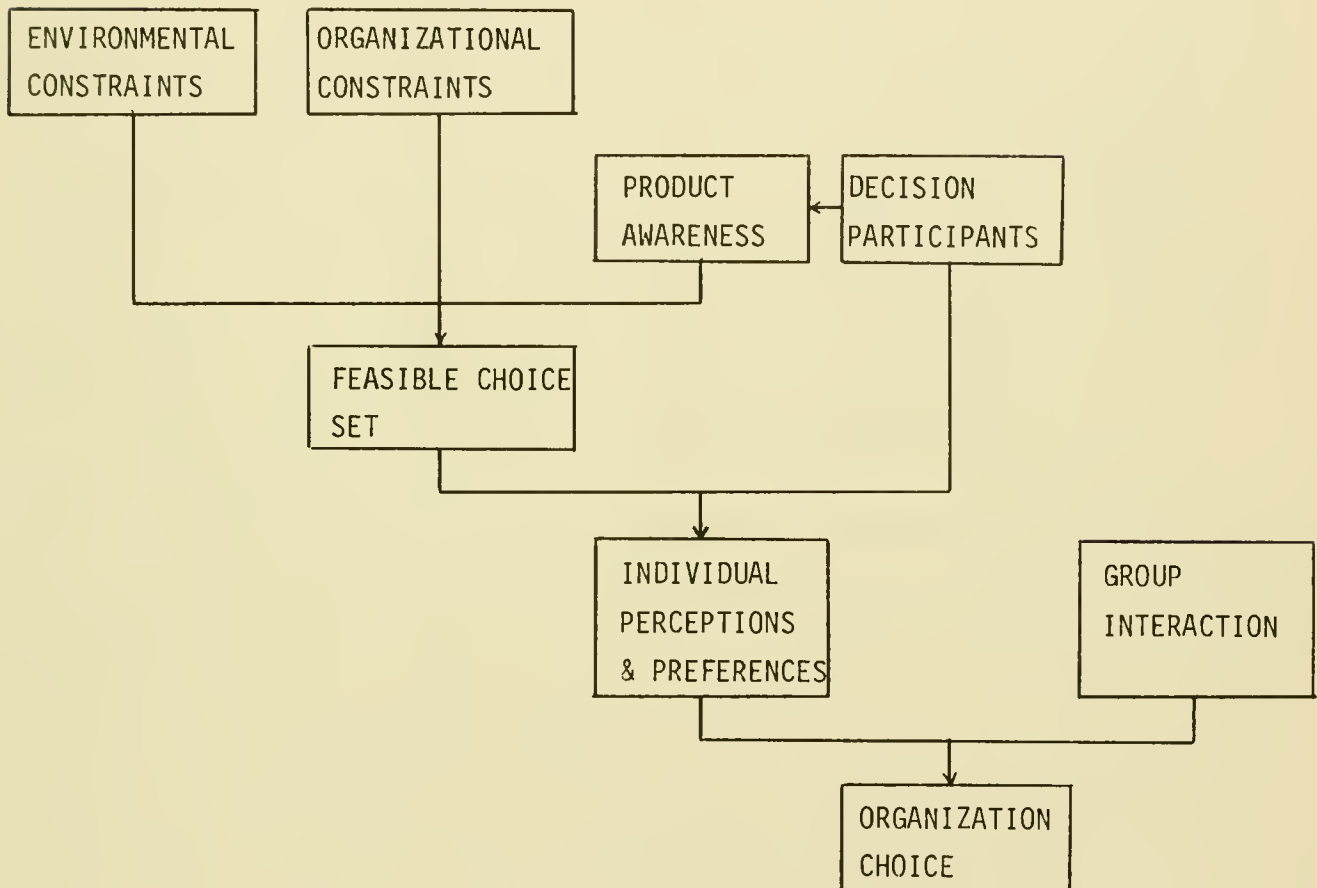 ENVIRONMENTAL
CONSTRAINTS
ORGANIZATIONAL
CONSTRAINTS
PRODUCT
AWARENESS
DECISION
PARTICIPANTS
FEASIBLE CHOICE
SET
INDIVIDUAL
PERCEPTIONS
& PREFERENCES
GROUP
INTERACTION
ORGANIZATION
CHOICE